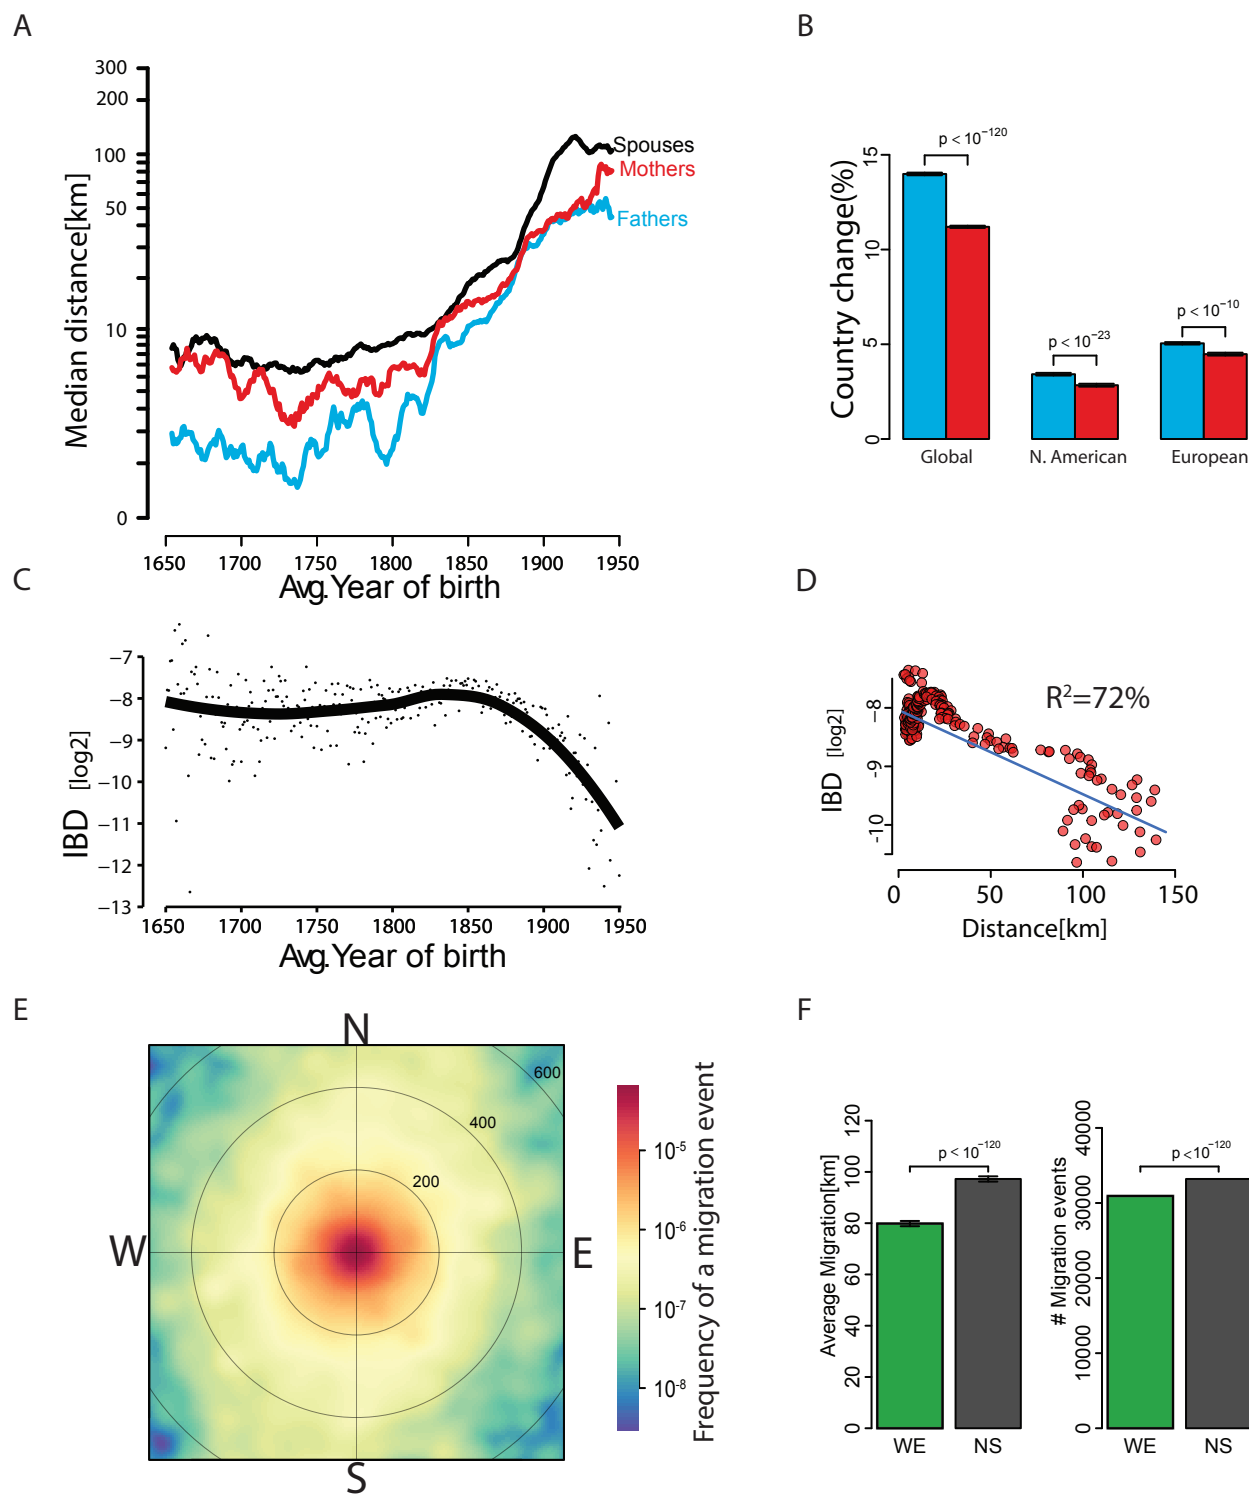 A
300
200
100
50
10
0
Median distance[km]
Spouses
Mothers
Fathers
1650 1700 1750 1800 1850 1900 1950
Avg.Year of birth
B
Country change(%)
15
10
5
0
p < 10⁻¹²⁰
p < 10⁻²³
p < 10⁻¹⁰
Global N. American European
C
IBD [log2]
−7
−8
−9
−10
−11
−12
−13
1650 1700 1750 1800 1850 1900 1950
Avg.Year of birth
D
IBD [log2]
-8
-9
-10
R²=72%
0 50 100 150
Distance[km]
E
N
600
400
200
W
E
S
10⁻⁵
10⁻⁶
10⁻⁷
10⁻⁸
Frequency of a migration event
F
Average Migration[km]
120
100
80
60
40
20
0
p < 10⁻¹²⁰
WE NS
# Migration events
40000
30000
20000
10000
0
p <10⁻¹²⁰
WE NS